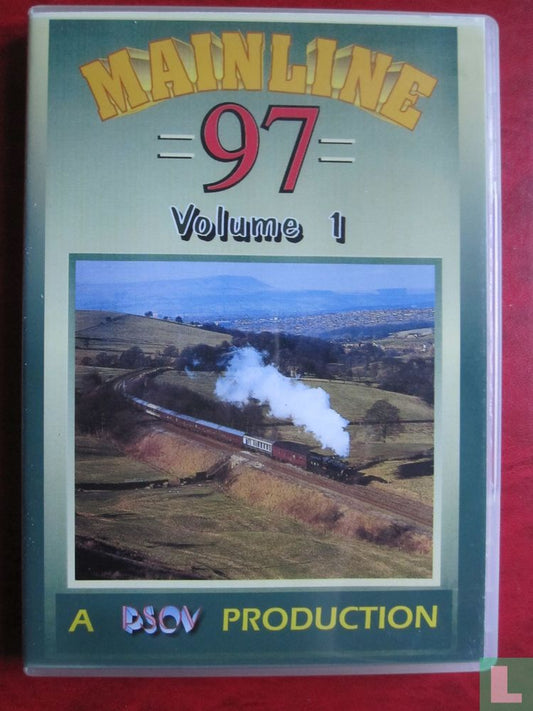 MAINLINE
=97=
Volume 1
A PSOV PRODUCTION
L